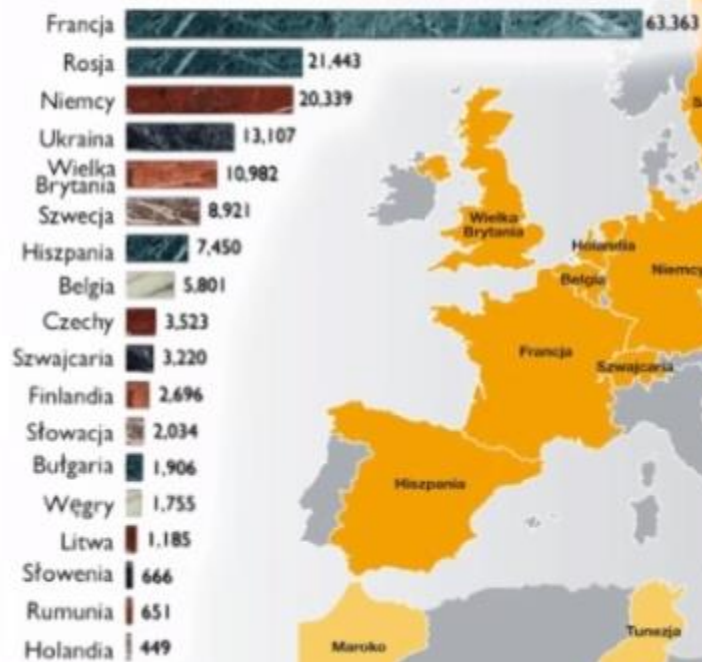 Francja 63.363
Rosja 21,443
Niemcy 20,339
Ukraina 13,107
Wielka
Brytania 10,982
Szwecja 8,921
Hiszpania 7,450
Belgia 5,801
Czechy 3,523
Szwajcaria 3,220
Finlandia 2,696
Słowacja 2,034
Bułgaria 1,906
Węgry 1,755
Litwa 1,185
Słowenia 666
Rumunia 651
Holandia 449
Wielka
Brytania
Holandia
Belgia
Niemcy
Francja
Szwajcaria
Hiszpania
Maroko
Tunezja